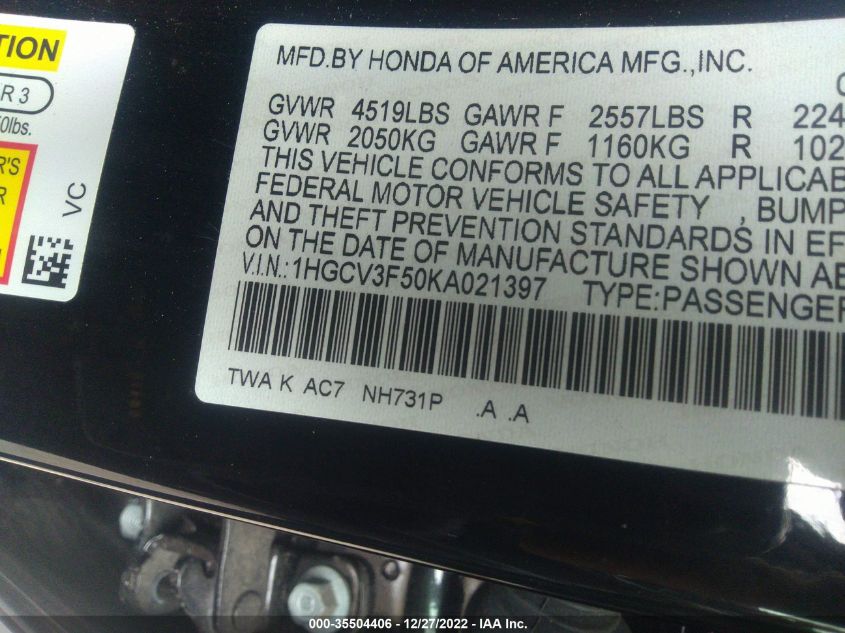 TION
R 3
0lbs.
R'S
R
VC
MFD.BY HONDA OF AMERICA MFG.,INC.
GVWR 4519LBS GAWR F 2557LBS R 224
GVWR 2050KG GAWR F 1160KG R 102
THIS VEHICLE CONFORMS TO ALL APPLICAB
FEDERAL MOTOR VEHICLE SAFETY , BUMP
AND THEFT PREVENTION STANDARDS IN EF
ON THE DATE OF MANUFACTURE SHOWN AB
V.I.N.:1HGCV3F50KA021397 TYPE:PASSENGER
TWA K AC7 NH731P .A .A
000-35504406 - 12/27/2022 - IAA Inc.